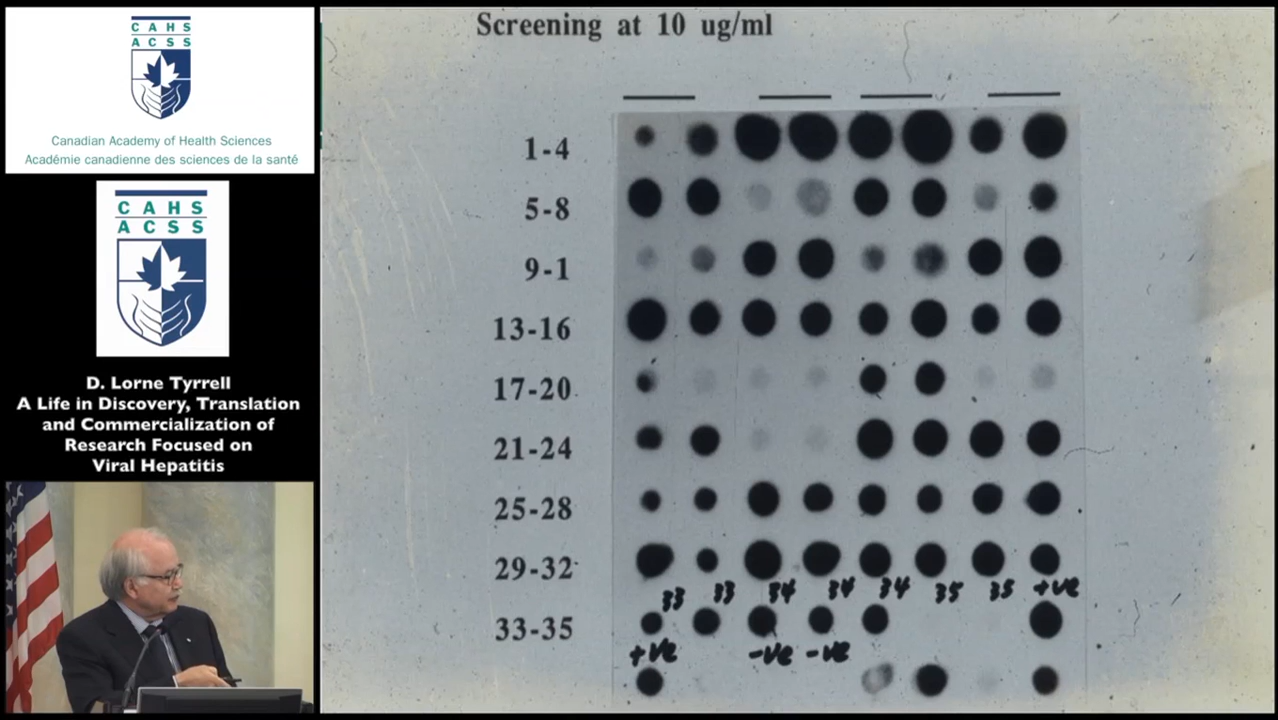 CAHS
ACSS
Canadian Academy of Health Sciences
Académie canadienne des sciences de la santé
CAHS
ACSS
D. Lorne Tyrrell
A Life in Discovery, Translation
and Commercialization of
Research Focused on
Viral Hepatitis
Screening at 10 ug/ml
1-4
5-8
9-1
13-16
17-20
21-24
25-28
29-32
33 33 34 34 34 35 35 +ve
33-35
+ve -ve -ve